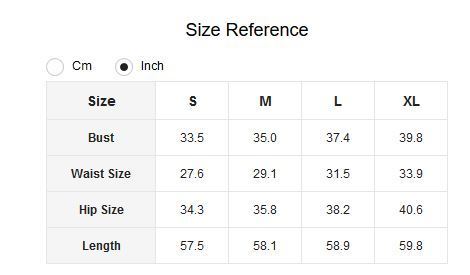 Size Reference
Cm Inch
Size S M L XL
Bust 33.5 35.0 37.4 39.8
Waist Size 27.6 29.1 31.5 33.9
Hip Size 34.3 35.8 38.2 40.6
Length 57.5 58.1 58.9 59.8